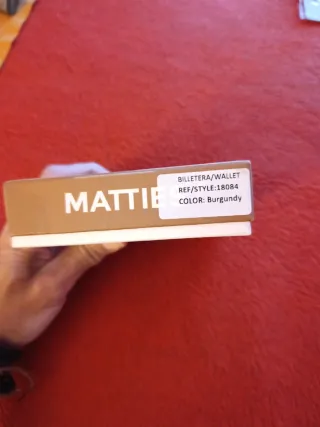 MATTIE
BILLETERA/WALLET
REF/STYLE:18084
COLOR: Burgundy